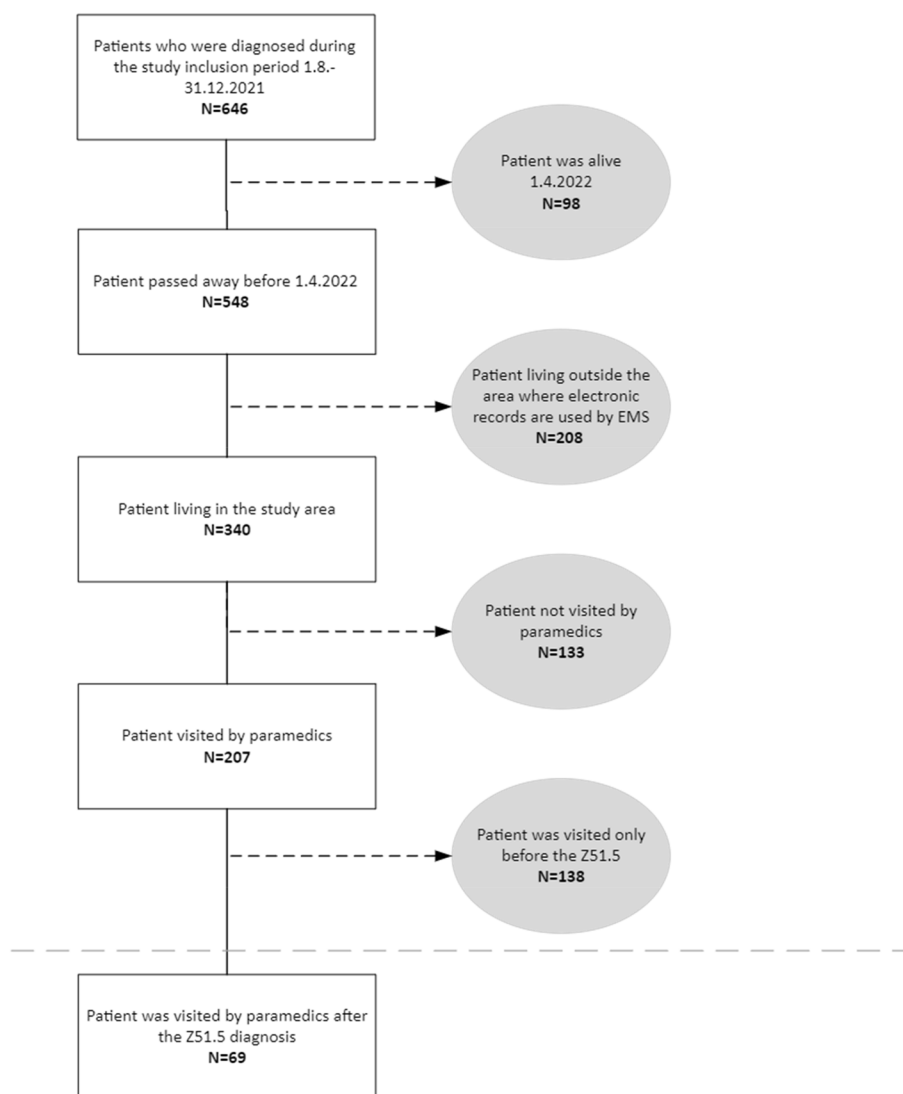 Patients who were diagnosed during
the study inclusion period 1.8.-
31.12.2021
N=646
Patient was alive
1.4.2022
N=98
Patient passed away before 1.4.2022
N=548
Patient living outside the
area where electronic
records are used by EMS
N=208
Patient living in the study area
N=340
Patient not visited by
paramedics
N=133
Patient visited by paramedics
N=207
Patient was visited only
before the Z51.5
N=138
Patient was visited by paramedics after
the Z51.5 diagnosis
N=69